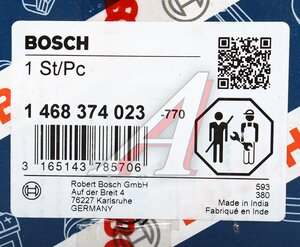 BOSCH
1 St/Pc
1 468 374 023 -770
3 165143 785706
Robert Bosch GmbH
Auf der Breit 4
76227 Karlsruhe
GERMANY
593
380
Made in India
Fabriqué en Inde